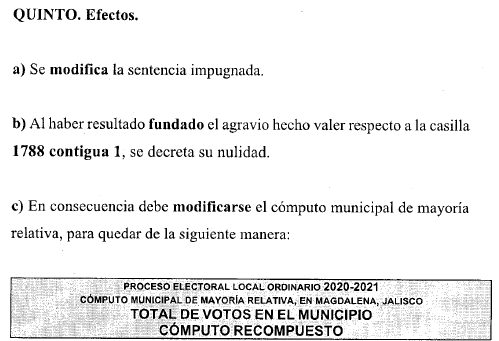 QUINTO. Efectos.
a) Se modifica la sentencia impugnada.
b) Al haber resultado fundado el agravio hecho valer respecto a la casilla
1788 contigua 1, se decreta su nulidad.
c) En consecuencia debe modificarse el cómputo municipal de mayoría
relativa, para quedar de la siguiente manera:
PROCESO ELECTORAL LOCAL ORDINARIO 2020-2021
CÓMPUTO MUNICIPAL DE MAYORÍA RELATIVA, EN MAGDALENA, JALISCO
TOTAL DE VOTOS EN EL MUNICIPIO
CÓMPUTO RECOMPUESTO